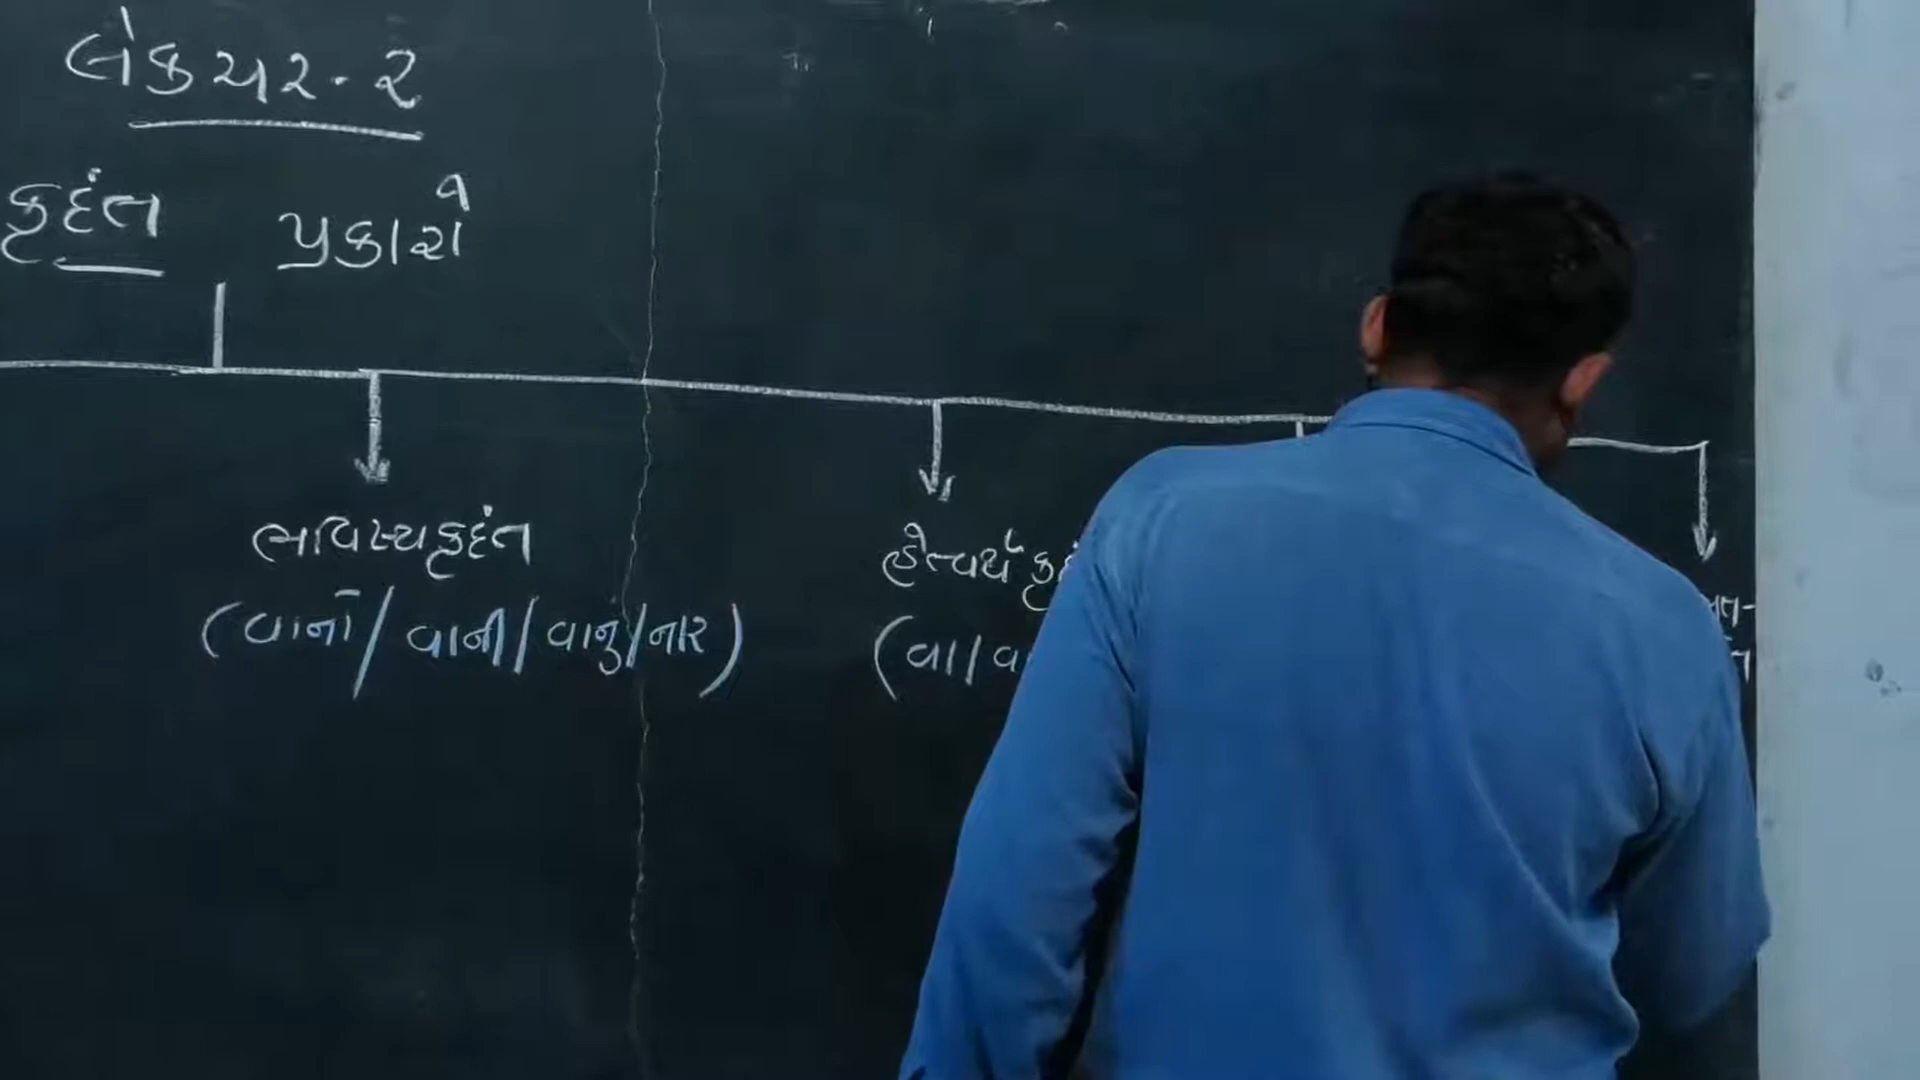 લેકચર - ૨
કૃદંત પ્રકારો
ભવિષ્યકૃદંત
(વાનો / વાની / વાનુ / નાર)
હેત્વર્થ
(વા /